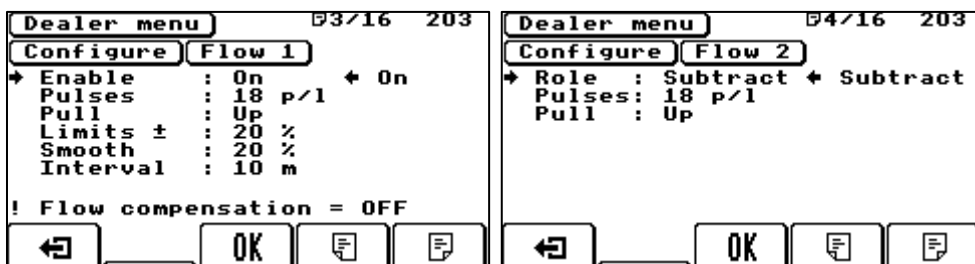 Dealer menu 3/16 203
Configure Flow 1
Enable : On On
Pulses : 18 p/l
Pull : Up
Limits ± : 20 %
Smooth : 20 %
Interval : 10 m
! Flow compensation = OFF
OK
Dealer menu 4/16 203
Configure Flow 2
Role : Subtract Subtract
Pulses: 18 p/l
Pull : Up
OK